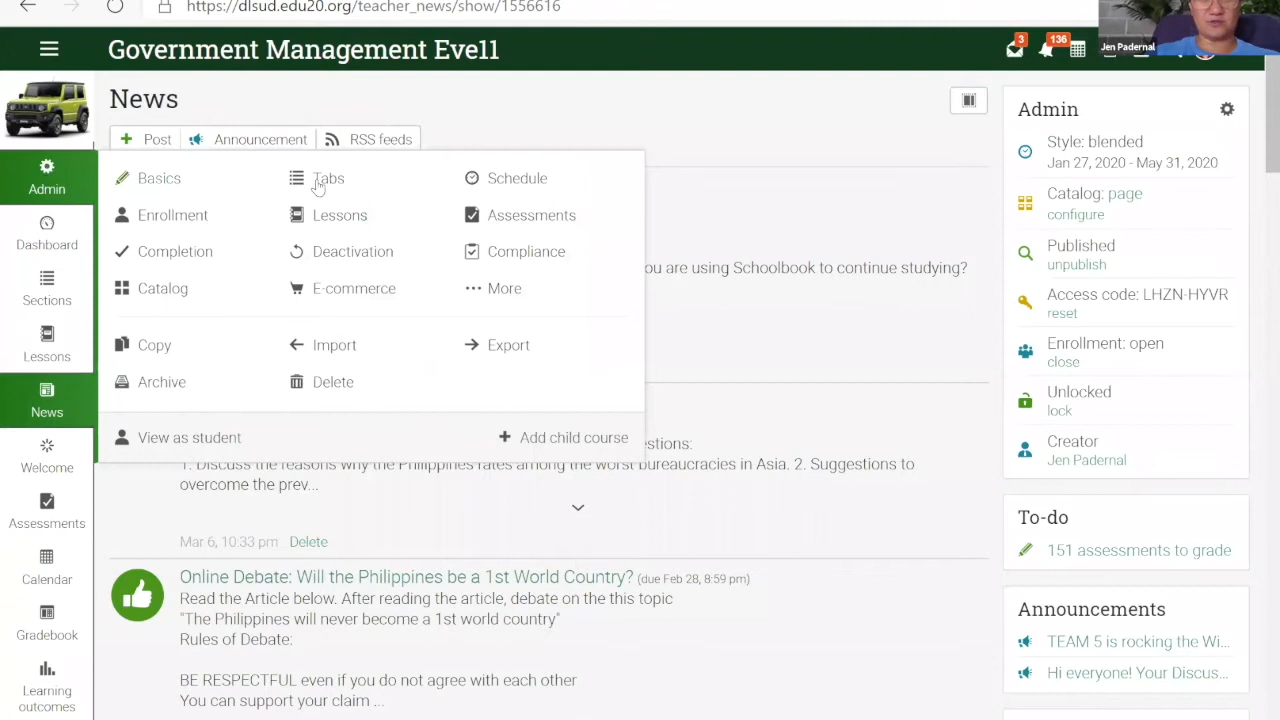 https://dlsud.edu20.org/teacher_news/show/1556616
Government Management Eve11
3
136
Jen Padernal
News
Post
Announcement
RSS feeds
Admin
Dashboard
Sections
Lessons
News
Welcome
Assessments
Calendar
Gradebook
Learning
outcomes
Basics
Tabs
Schedule
Enrollment
Lessons
Assessments
Completion
Deactivation
Compliance
Catalog
E-commerce
More
Copy
Import
Export
Archive
Delete
View as student
Add child course
ou are using Schoolbook to continue studying?
stions:
1. Discuss the reasons why the Philippines rates among the worst bureaucracies in Asia. 2. Suggestions to
overcome the prev...
Mar 6, 10:33 pm Delete
Online Debate: Will the Philippines be a 1st World Country? (due Feb 28, 8:59 pm)
Read the Article below. After reading the article, debate on the this topic
"The Philippines will never become a 1st world country"
Rules of Debate:
BE RESPECTFUL even if you do not agree with each other
You can support your claim ...
Admin
Style: blended
Jan 27, 2020 - May 31, 2020
Catalog: page
configure
Published
unpublish
Access code: LHZN-HYVR
reset
Enrollment: open
close
Unlocked
lock
Creator
Jen Padernal
To-do
151 assessments to grade
Announcements
TEAM 5 is rocking the Wi...
Hi everyone! Your Discus...